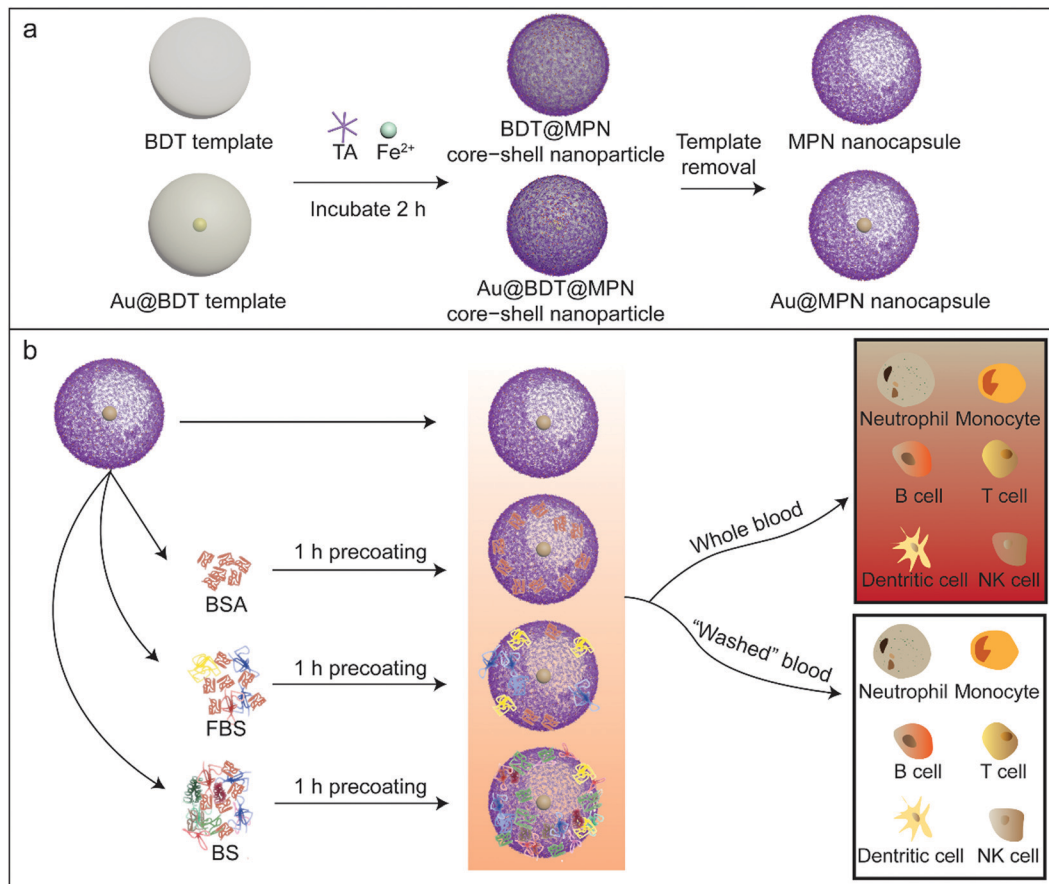 a
BDT template
Au@BDT template
TA Fe²⁺
Incubate 2 h
BDT@MPN
core−shell nanoparticle
Au@BDT@MPN
core−shell nanoparticle
Template
removal
MPN nanocapsule
Au@MPN nanocapsule
b
BSA
1 h precoating
FBS
1 h precoating
BS
1 h precoating
Whole blood
"Washed" blood
Neutrophil Monocyte
B cell T cell
Dentritic cell NK cell
Neutrophil Monocyte
B cell T cell
Dentritic cell NK cell